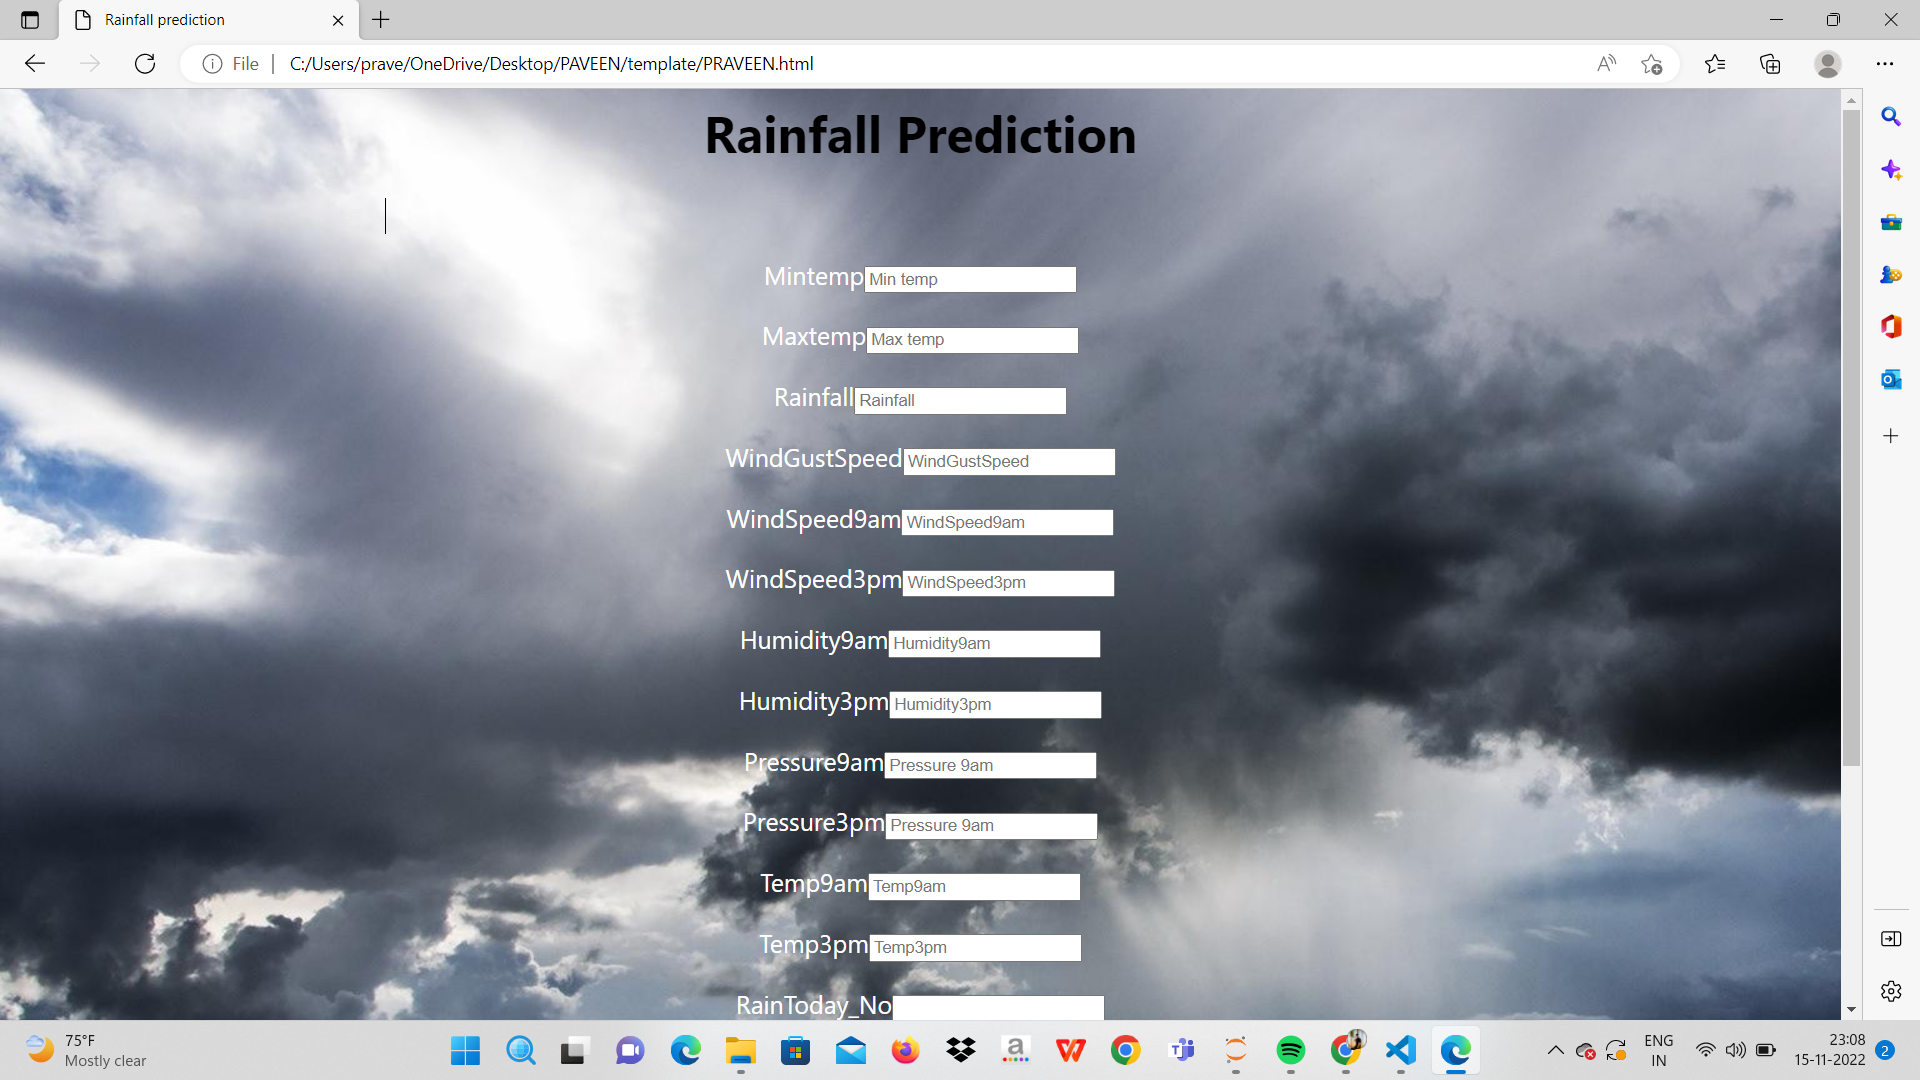 Rainfall prediction
File
C:/Users/prave/OneDrive/Desktop/PAVEEN/template/PRAVEEN.html
Rainfall Prediction
Mintemp Min temp
Maxtemp Max temp
Rainfall Rainfall
WindGustSpeed WindGustSpeed
WindSpeed9am WindSpeed9am
WindSpeed3pm WindSpeed3pm
Humidity9am Humidity9am
Humidity3pm Humidity3pm
Pressure9am Pressure 9am
Pressure3pm Pressure 9am
Temp9am Temp9am
Temp3pm Temp3pm
RainToday_No
75°F
Mostly clear
ENG
IN
23:08
15-11-2022
2